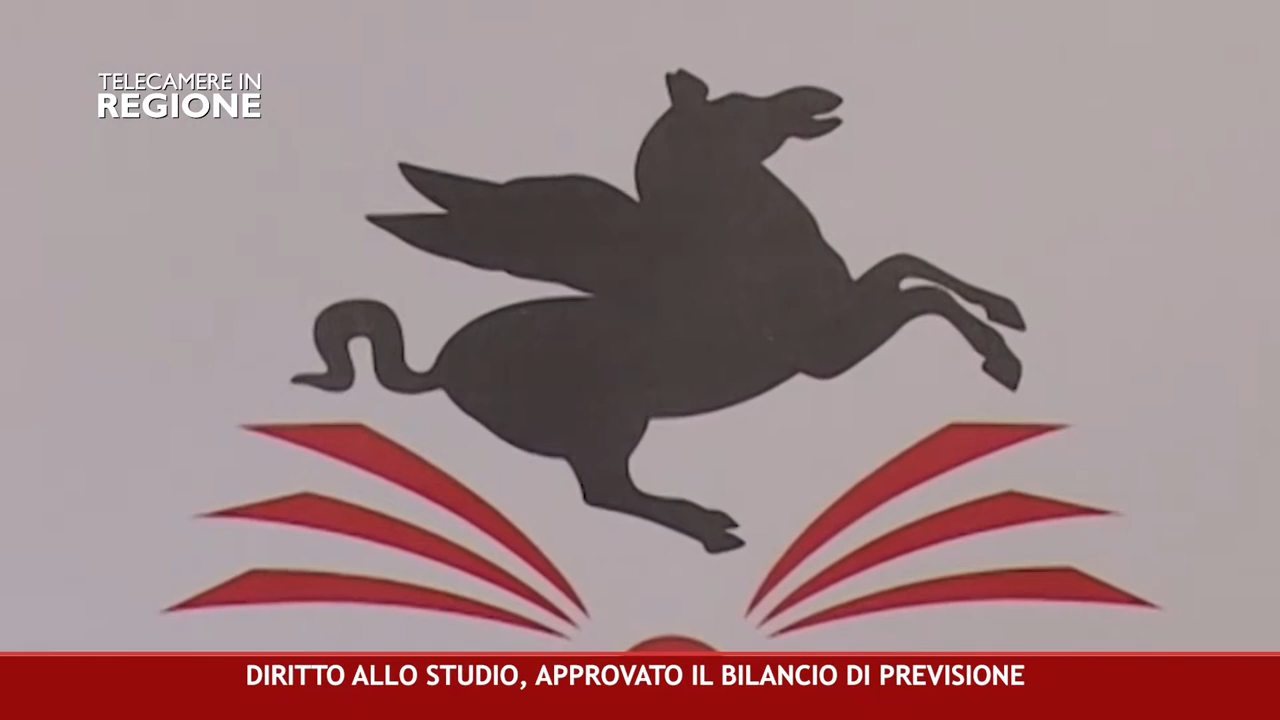 TELECAMERE IN
REGIONE
DIRITTO ALLO STUDIO, APPROVATO IL BILANCIO DI PREVISIONE